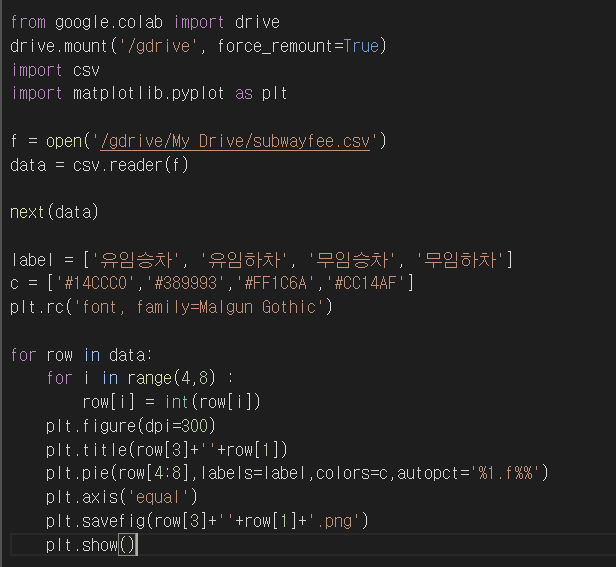 from google.colab import drive
drive.mount('/gdrive', force_remount=True)
import csv
import matplotlib.pyplot as plt

f = open('/gdrive/My Drive/subwayfee.csv')
data = csv.reader(f)

next(data)

label = ['유임승차', '유임하차', '무임승차', '무임하차']
c = ['#14CCC0','#389993','#FF1C6A','#CC14AF']
plt.rc('font, family=Malgun Gothic')

for row in data:
    for i in range(4,8) :
        row[i] = int(row[i])
    plt.figure(dpi=300)
    plt.title(row[3]+''+row[1])
    plt.pie(row[4:8],labels=label,colors=c,autopct='%1.f%%')
    plt.axis('equal')
    plt.savefig(row[3]+''+row[1]+'.png')
    plt.show()